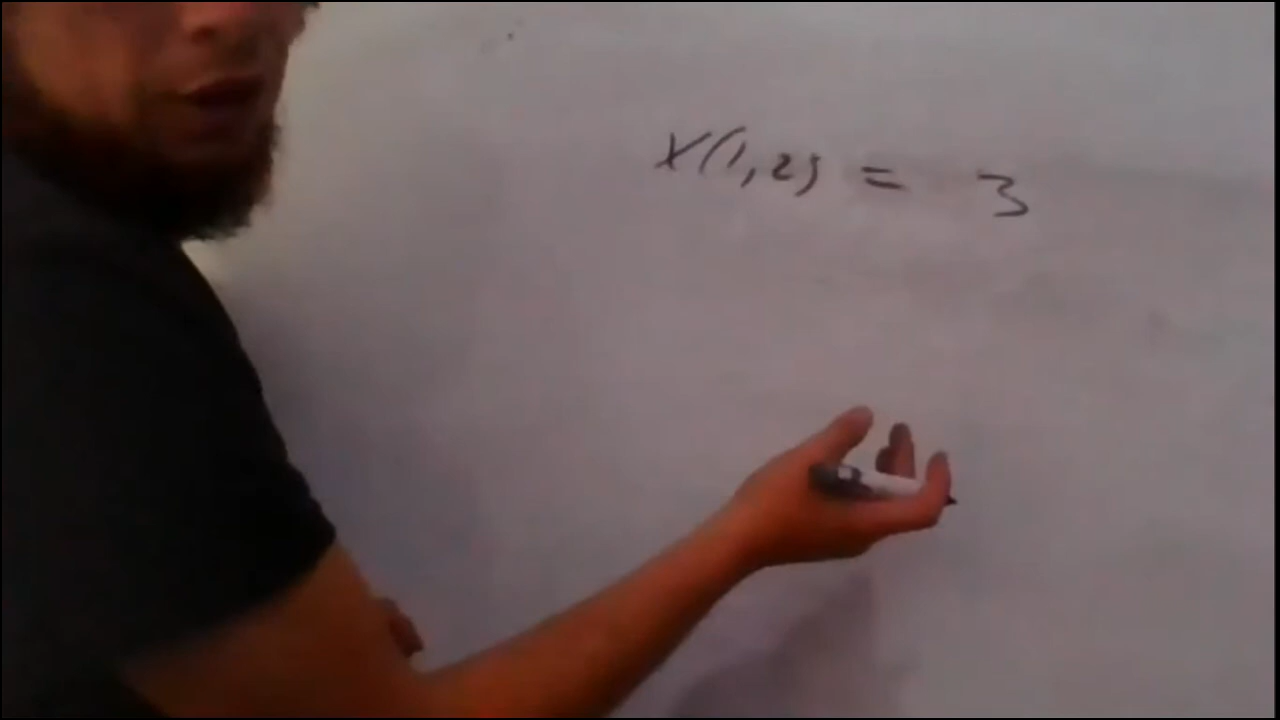 x(1,2) = 3